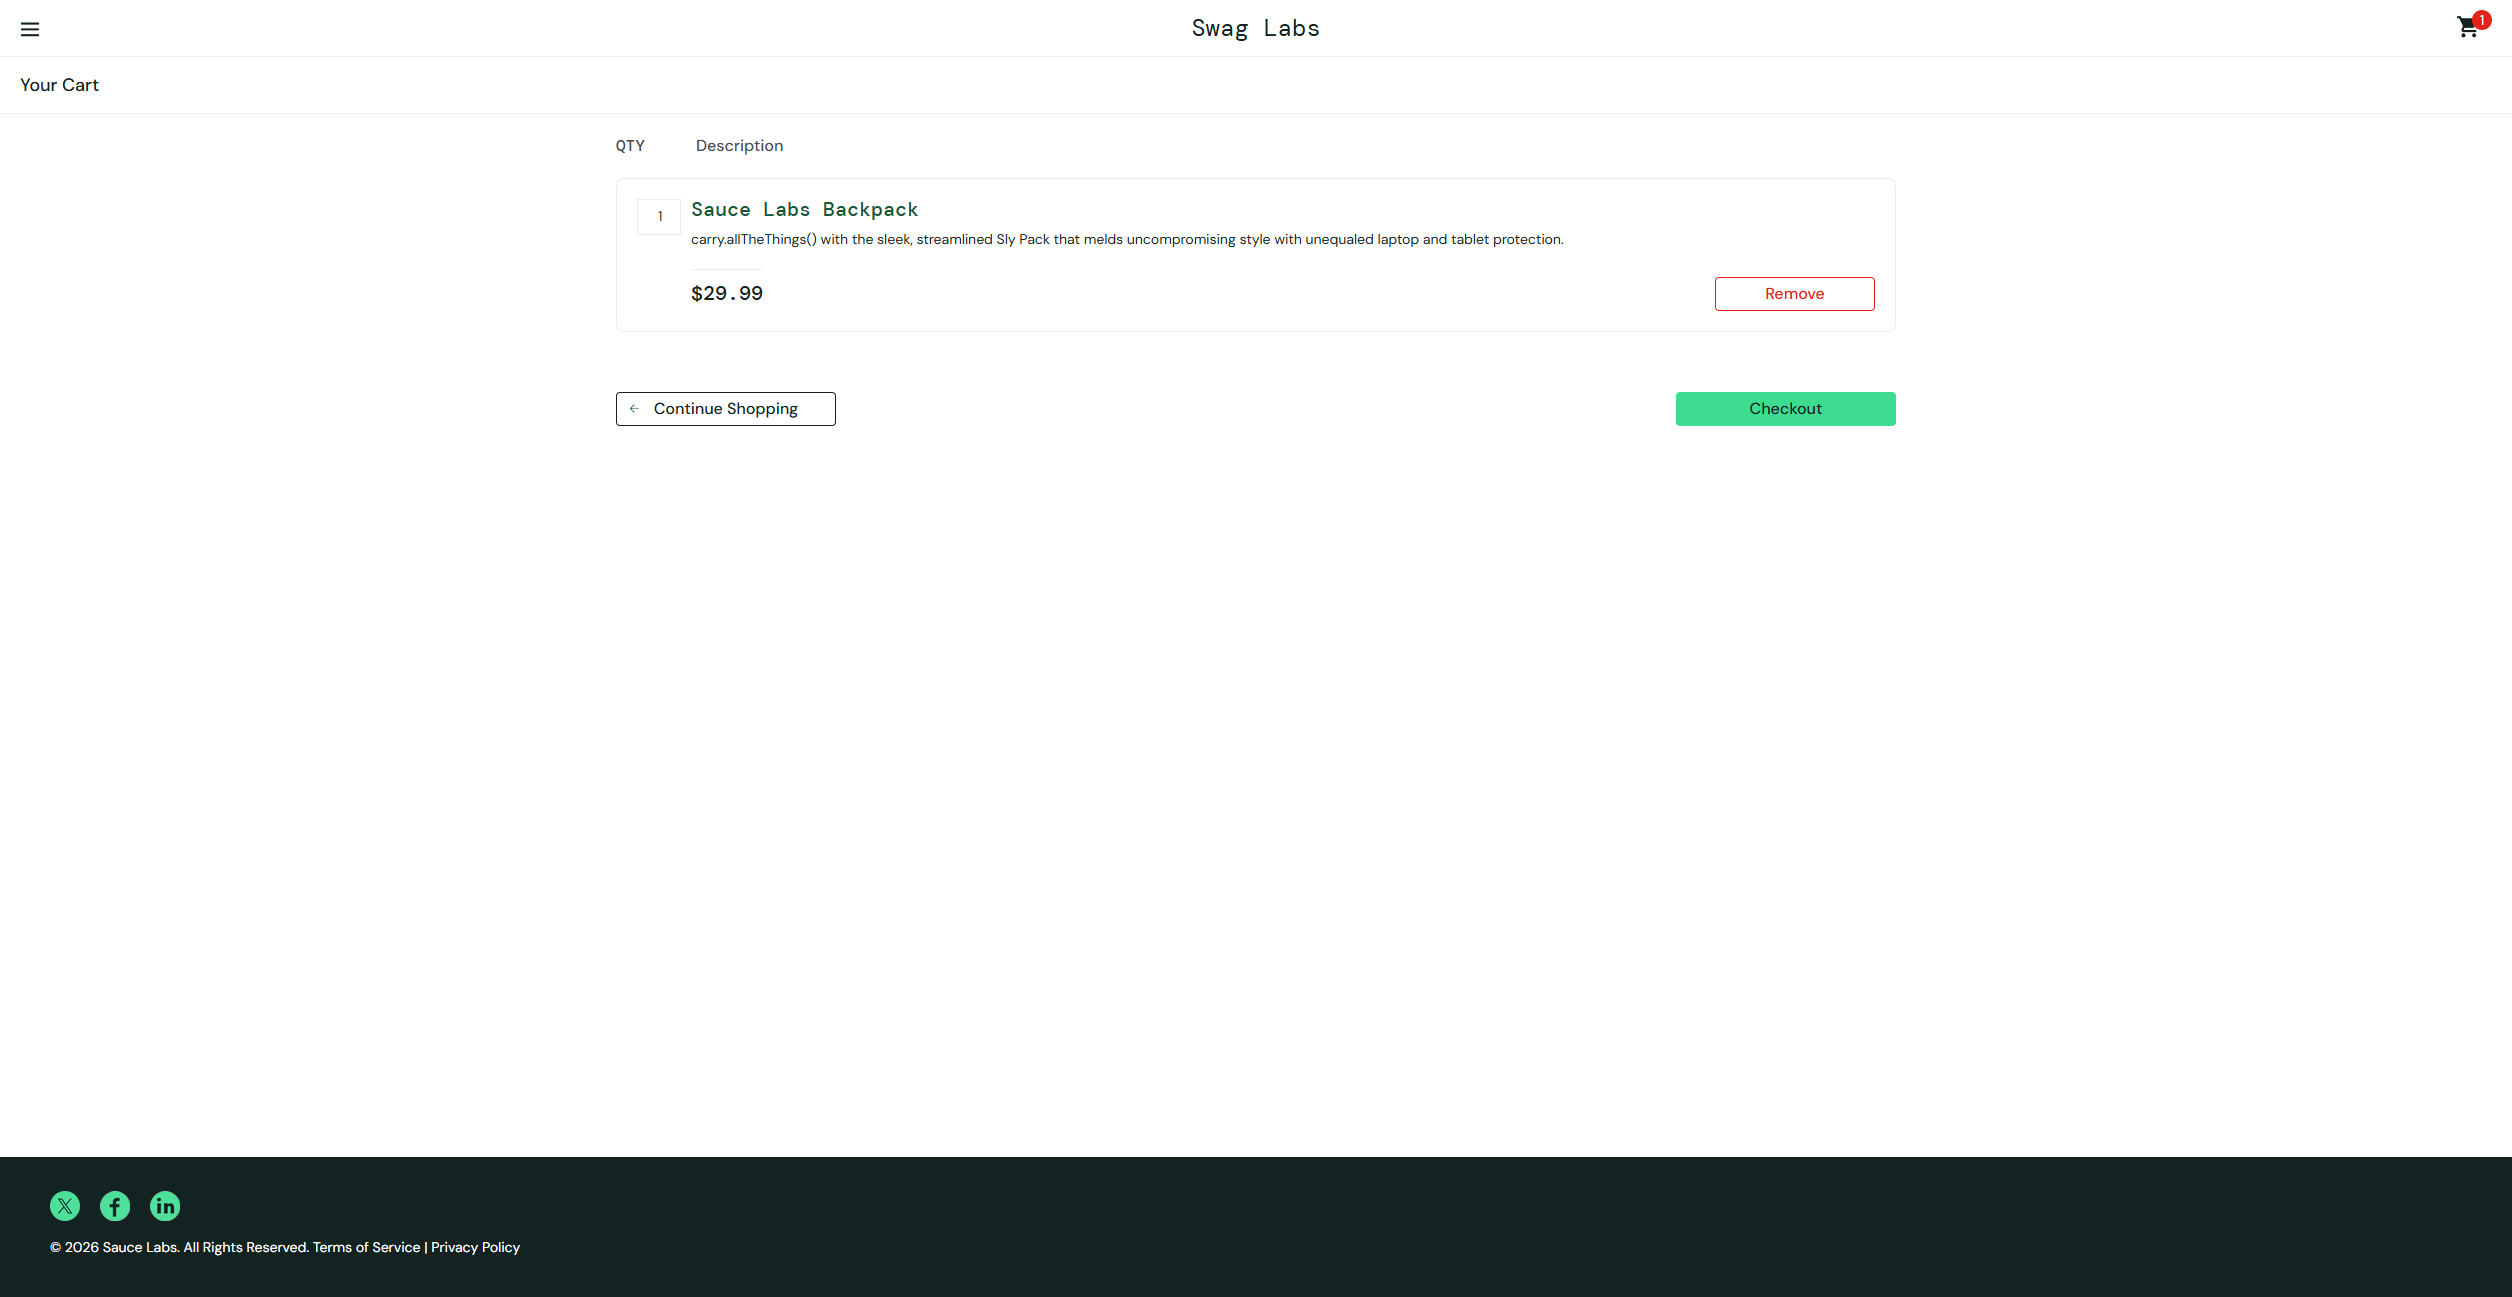 Swag Labs
1
Your Cart
QTY Description
1
Sauce Labs Backpack
carry.allTheThings() with the sleek, streamlined Sly Pack that melds uncompromising style with unequaled laptop and tablet protection.
$29.99
Remove
Continue Shopping
Checkout
© 2026 Sauce Labs. All Rights Reserved. Terms of Service | Privacy Policy